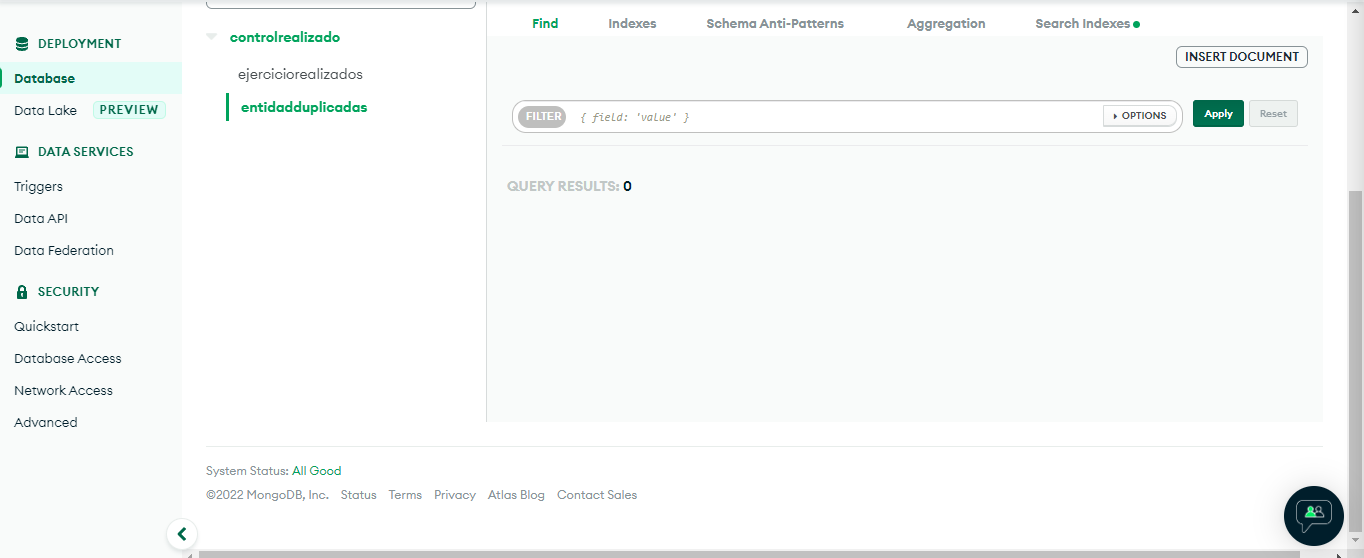 DEPLOYMENT
Database
Data Lake PREVIEW
DATA SERVICES
Triggers
Data API
Data Federation
SECURITY
Quickstart
Database Access
Network Access
Advanced
controlrealizado
ejerciciorealizados
entidadduplicadas
Find Indexes Schema Anti-Patterns Aggregation Search Indexes
INSERT DOCUMENT
FILTER { field: 'value' } OPTIONS Apply Reset
QUERY RESULTS: 0
System Status: All Good
©2022 MongoDB, Inc. Status Terms Privacy Atlas Blog Contact Sales